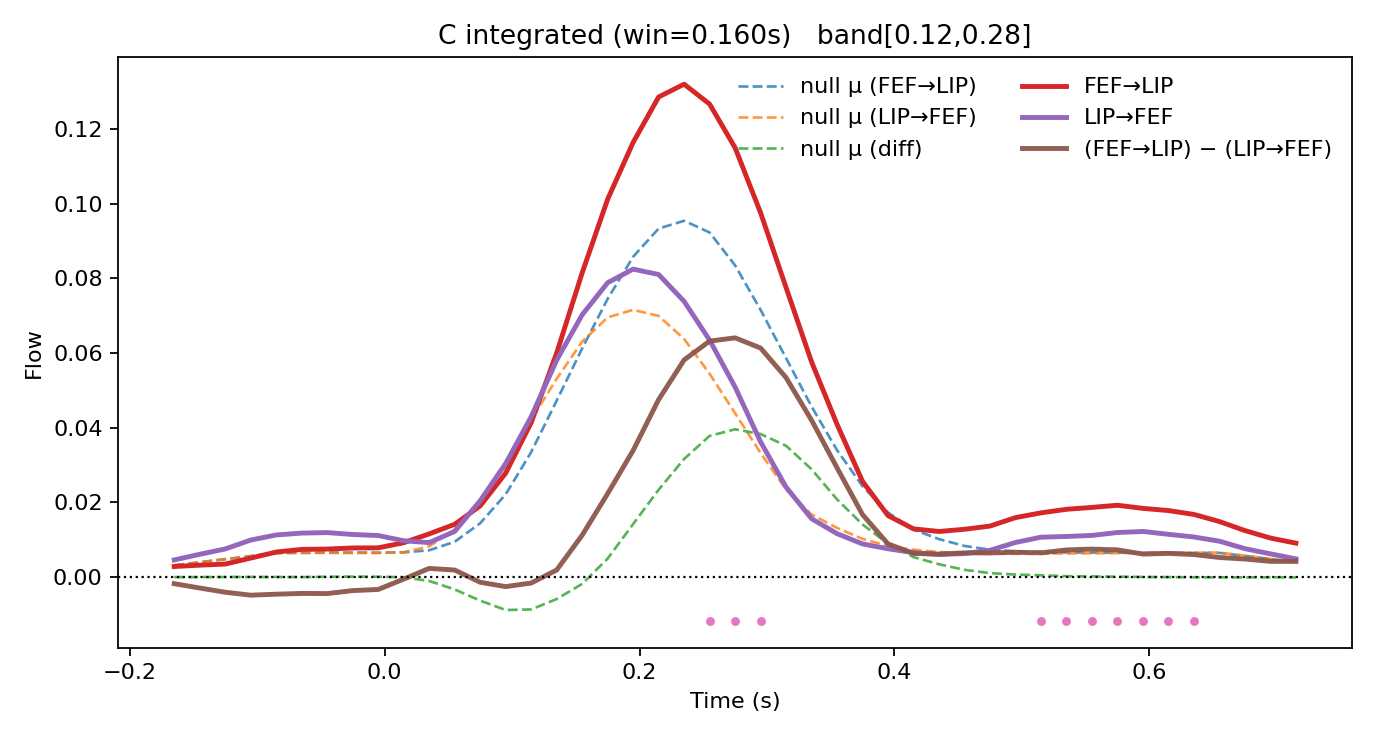 C integrated (win=0.160s)   band[0.12,0.28]
null μ (FEF→LIP)
null μ (LIP→FEF)
null μ (diff)
FEF→LIP
LIP→FEF
(FEF→LIP) − (LIP→FEF)
Flow
0.12
0.10
0.08
0.06
0.04
0.02
0.00
−0.2
0.0
0.2
0.4
0.6
Time (s)